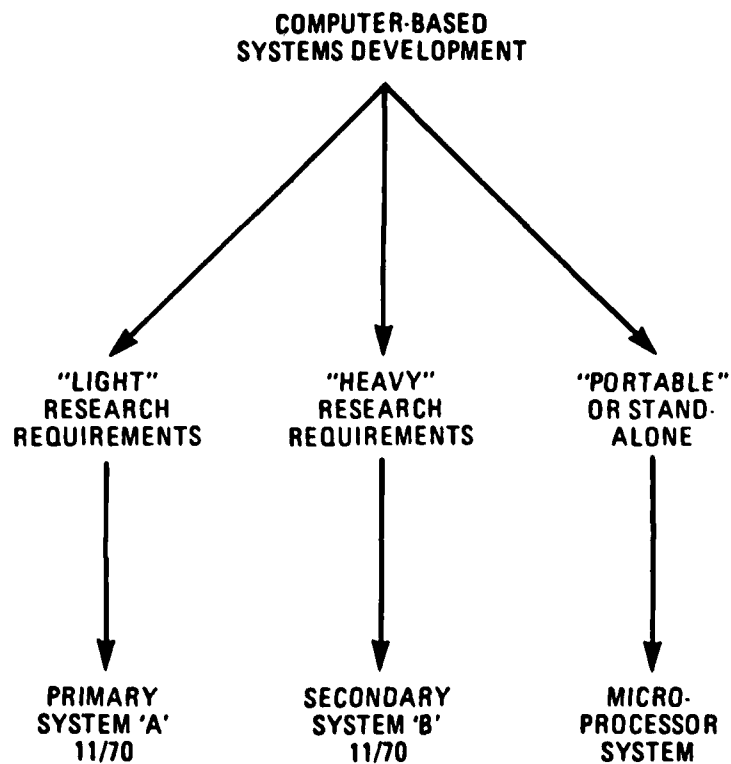 COMPUTER-BASED
SYSTEMS DEVELOPMENT
"LIGHT"
RESEARCH
REQUIREMENTS
"HEAVY"
RESEARCH
REQUIREMENTS
"PORTABLE"
OR STAND-
ALONE
PRIMARY
SYSTEM 'A'
11/70
SECONDARY
SYSTEM 'B'
11/70
MICRO-
PROCESSOR
SYSTEM